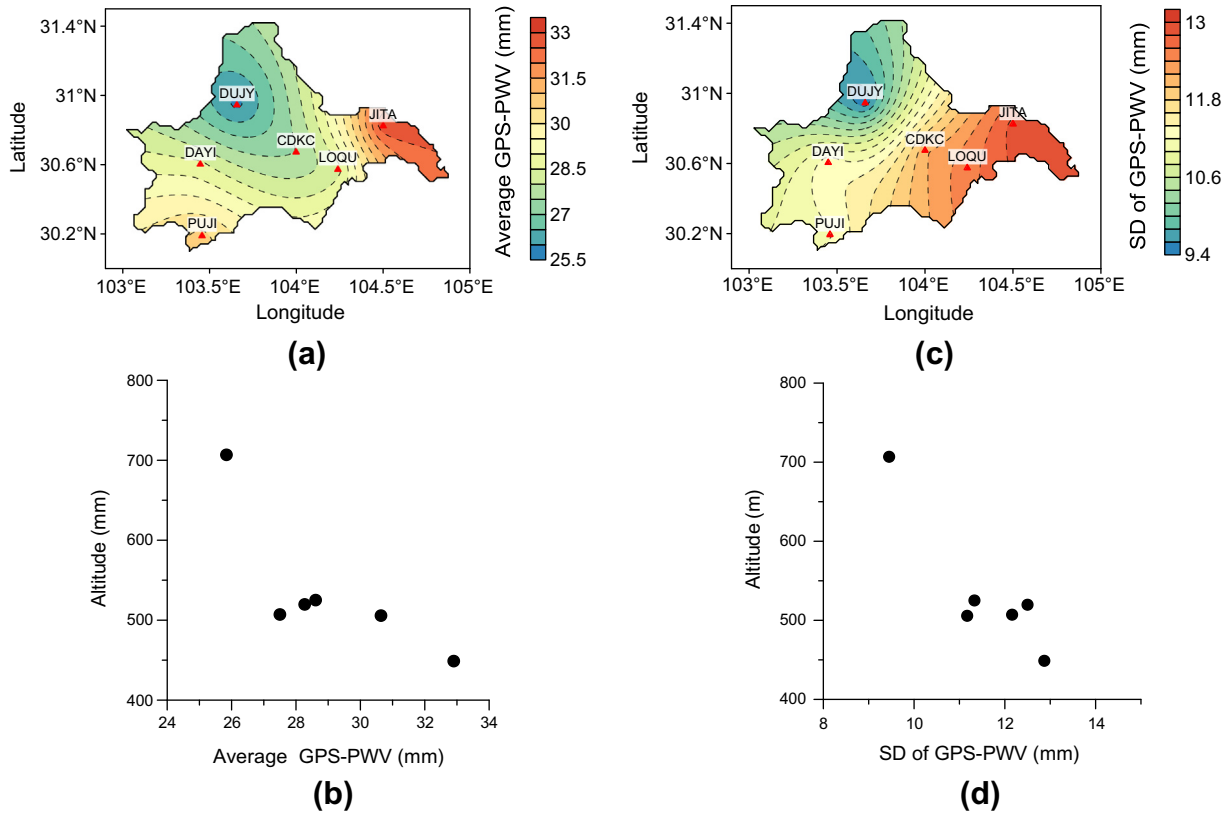 31.4°N
31°N
30.6°N
30.2°N
Latitude
DUJY
JITA
CDKC
DAYI
LOQU
PUJI
103°E 103.5°E 104°E 104.5°E 105°E
Longitude
33
31.5
30
28.5
27
25.5
Average GPS-PWV (mm)
(a)
31.4°N
31°N
30.6°N
30.2°N
Latitude
DUJY
JITA
CDKC
DAYI
LOQU
PUJI
103°E 103.5°E 104°E 104.5°E 105°E
Longitude
13
11.8
10.6
9.4
SD of GPS-PWV (mm)
(c)
800
700
600
500
400
Altitude (mm)
24 26 28 30 32 34
Average GPS-PWV (mm)
(b)
800
700
600
500
400
Altitude (m)
8 10 12 14
SD of GPS-PWV (mm)
(d)